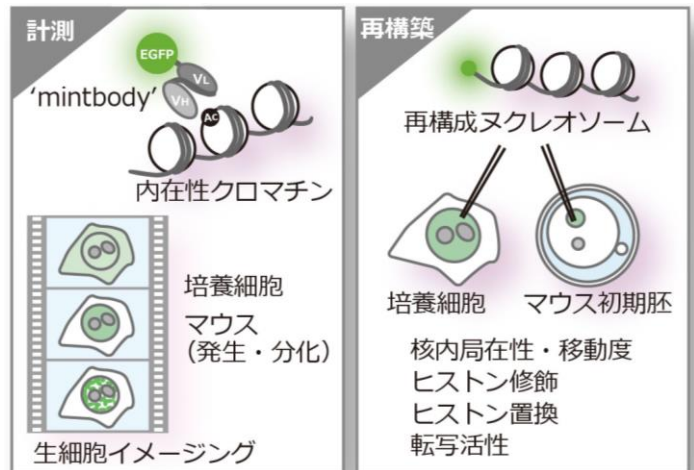 計測
EGFP
VL
VH
'mintbody'
Ac
内在性クロマチン
培養細胞
マウス
(発生・分化)
生細胞イメージング
再構築
再構成ヌクレオソーム
培養細胞
マウス初期胚
核内局在性・移動度
ヒストン修飾
ヒストン置換
転写活性